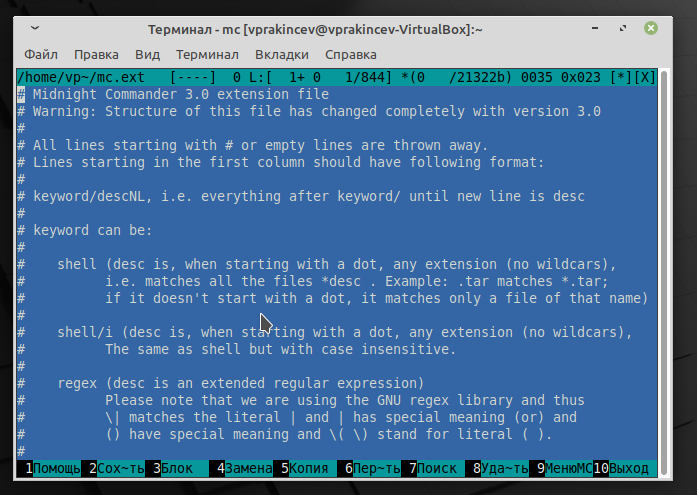 Терминал - mc [vprakincev@vprakincev-VirtualBox]:~
Файл Правка Вид Терминал Вкладки Справка
/home/vp~/mc.ext [----] 0 L:[ 1+ 0 1/844] *(0 /21322b) 0035 0x023 [*][X]
# Midnight Commander 3.0 extension file
# Warning: Structure of this file has changed completely with version 3.0
#
# All lines starting with # or empty lines are thrown away.
# Lines starting in the first column should have following format:
#
# keyword/descNL, i.e. everything after keyword/ until new line is desc
#
# keyword can be:
#
# shell (desc is, when starting with a dot, any extension (no wildcars),
# i.e. matches all the files *desc . Example: .tar matches *.tar;
# if it doesn't start with a dot, it matches only a file of that name)
#
# shell/i (desc is, when starting with a dot, any extension (no wildcars),
# The same as shell but with case insensitive.
#
# regex (desc is an extended regular expression)
# Please note that we are using the GNU regex library and thus
# \| matches the literal | and | has special meaning (or) and
# () have special meaning and \( \) stand for literal ( ).
#
1Помощь 2Сох~ть 3Блок 4Замена 5Копия 6Пер~ть 7Поиск 8Уда~ть 9МенюMC 10Выход